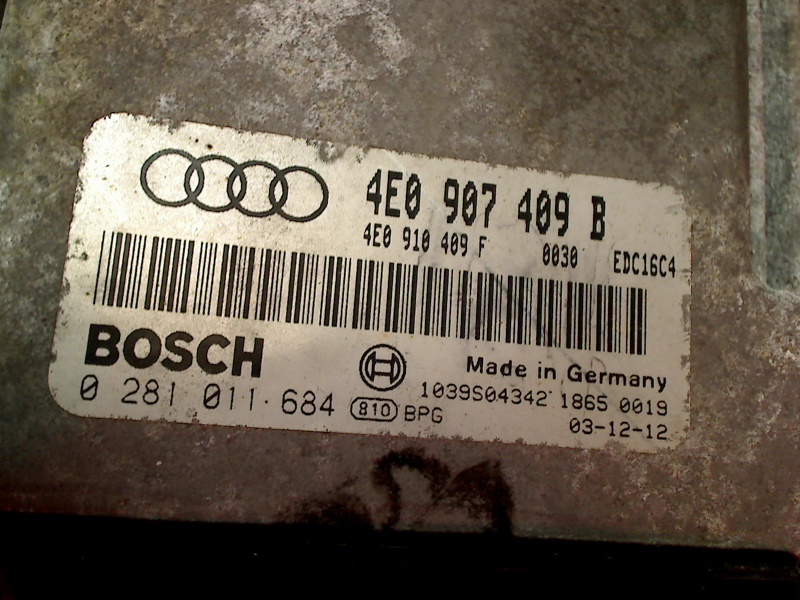 4E0 907 409 B
4E0 910 409 F 0030 EDC16C4
BOSCH
Made in Germany
0 281 011 684 810 BPG
1039S04342 1865 0019
03-12-12